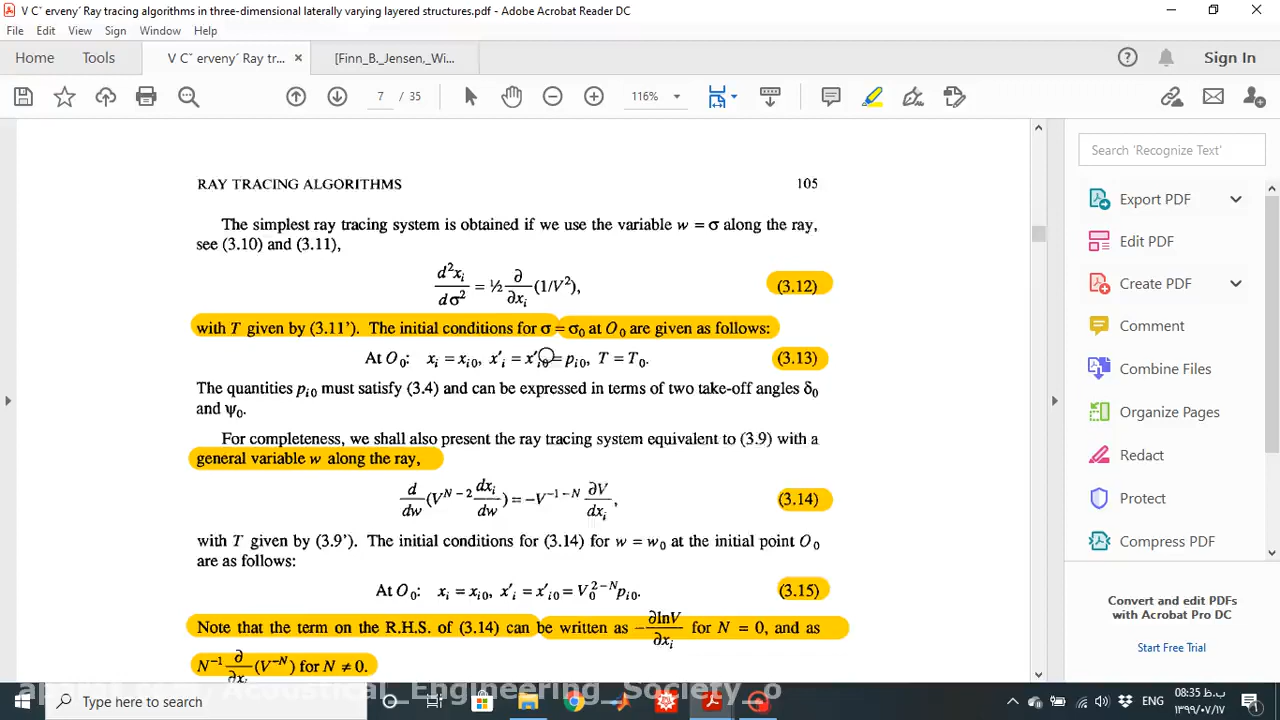 V Cˇ erveny´ Ray tracing algorithms in three-dimensional laterally varying layered structures.pdf - Adobe Acrobat Reader DC
File Edit View Sign Window Help
Home Tools V Cˇ erveny´ Ray tr... × [Finn_B._Jensen,_Wi... Sign In
7 / 35 116%
RAY TRACING ALGORITHMS 105
The simplest ray tracing system is obtained if we use the variable w = σ along the ray,
see (3.10) and (3.11),
d²xᵢ/dσ² = ½ ∂/∂xᵢ (1/V²), (3.12)
with T given by (3.11'). The initial conditions for σ = σ₀ at O₀ are given as follows:
At O₀: xᵢ = xᵢ₀, x'ᵢ = x'ᵢ₀ = pᵢ₀, T = T₀. (3.13)
The quantities pᵢ₀ must satisfy (3.4) and can be expressed in terms of two take-off angles δ₀
and ψ₀.
For completeness, we shall also present the ray tracing system equivalent to (3.9) with a
general variable w along the ray,
d/dw (V^{N−2} dxᵢ/dw) = −V^{−1−N} ∂V/dxᵢ, (3.14)
with T given by (3.9'). The initial conditions for (3.14) for w = w₀ at the initial point O₀
are as follows:
At O₀: xᵢ = xᵢ₀, x'ᵢ = x'ᵢ₀ = V₀^{2−N} pᵢ₀. (3.15)
Note that the term on the R.H.S. of (3.14) can be written as −∂lnV/∂xᵢ for N = 0, and as
N⁻¹ ∂/∂xᵢ (V^{−N}) for N ≠ 0.
Search 'Recognize Text'
Export PDF
Edit PDF
Create PDF
Comment
Combine Files
Organize Pages
Redact
Protect
Compress PDF
Convert and edit PDFs
with Acrobat Pro DC
Start Free Trial
Acoustical_Engineering_Society_o
Type here to search
ENG
08:35 ب.ظ
۱۳۹۹/۰۷/۱۷
1